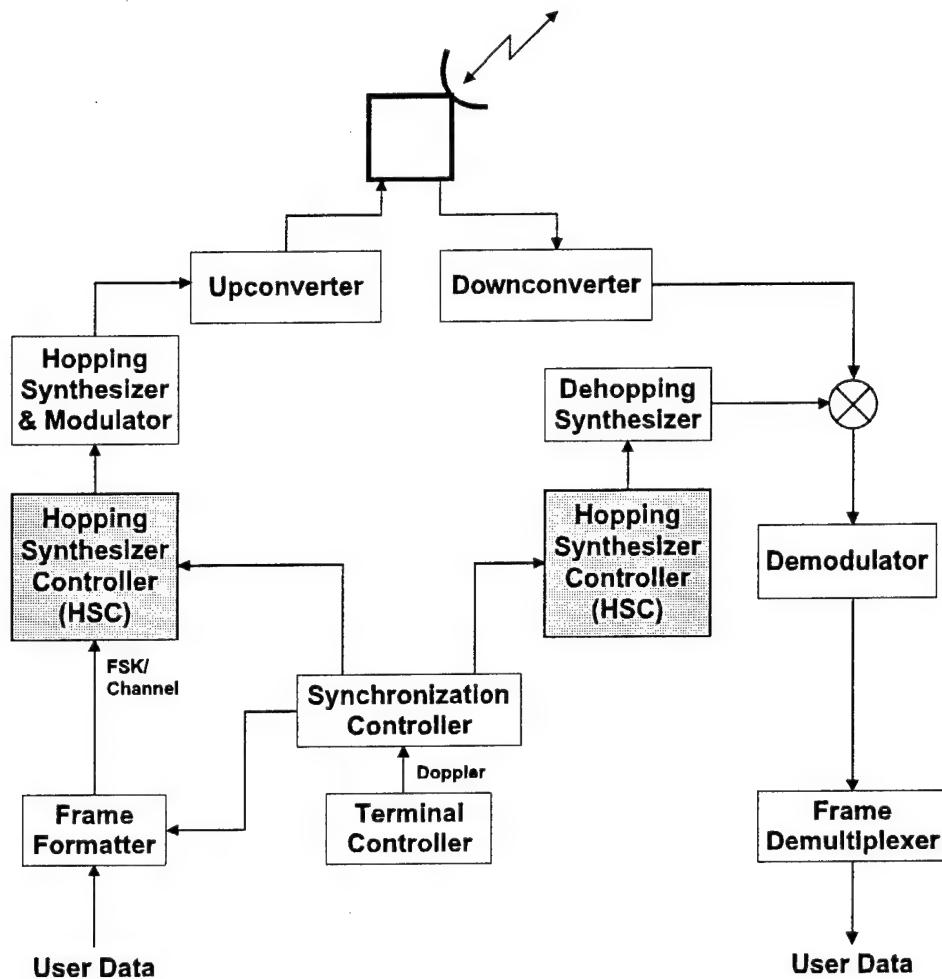 Upconverter
Downconverter
Hopping
Synthesizer
& Modulator
Dehopping
Synthesizer
Hopping
Synthesizer
Controller
(HSC)
Hopping
Synthesizer
Controller
(HSC)
Demodulator
FSK/
Channel
Synchronization
Controller
Doppler
Frame
Formatter
Terminal
Controller
Frame
Demultiplexer
User Data
User Data